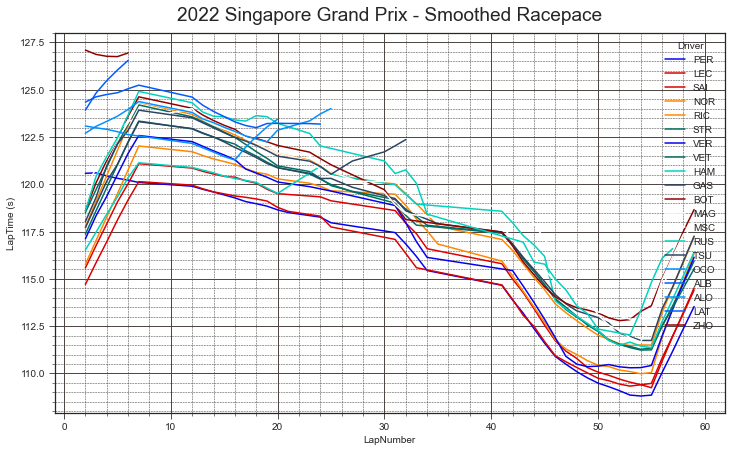 2022 Singapore Grand Prix - Smoothed Racepace
127.5
125.0
122.5
120.0
117.5
115.0
112.5
110.0
LapTime (s)
0
10
20
30
40
50
60
LapNumber
Driver
PER
LEC
SAI
NOR
RIC
STR
VER
VET
HAM
GAS
BOT
MAG
MSC
RUS
TSU
OCO
ALB
ALO
LAT
ZHO